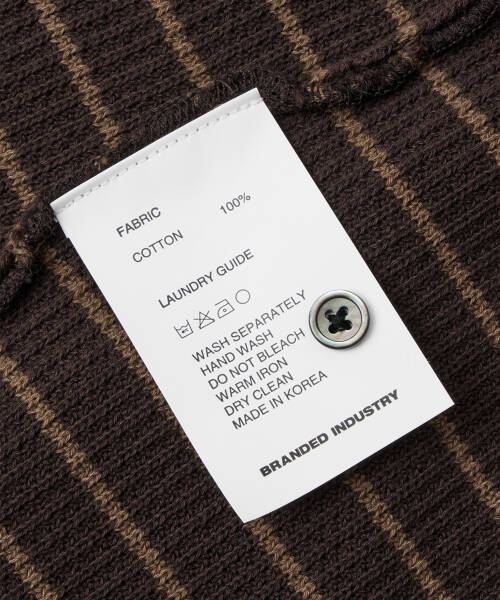 FABRIC
COTTON 100%
LAUNDRY GUIDE
WASH SEPARATELY
HAND WASH
DO NOT BLEACH
WARM IRON
DRY CLEAN
MADE IN KOREA
BRANDED INDUSTRY